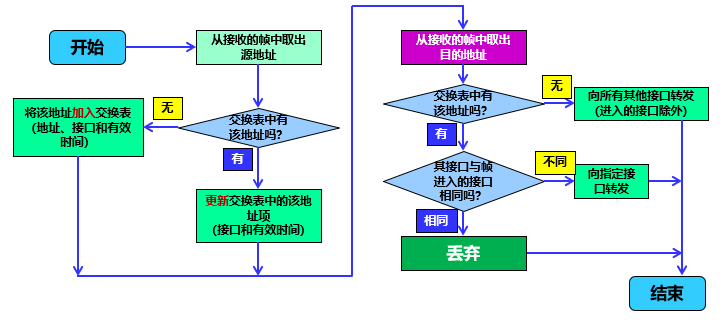 开始
从接收的帧中取出
源地址
交换表中有
该地址吗?
无
将该地址加入交换表
(地址、接口和有效
时间)
有
更新交换表中的该地
址项
(接口和有效时间)
从接收的帧中取出
目的地址
交换表中有
该地址吗?
无
向所有其他接口转发
(进入的接口除外)
有
其接口与帧
进入的接口
相同吗?
不同
向指定接
口转发
相同
丢弃
结束